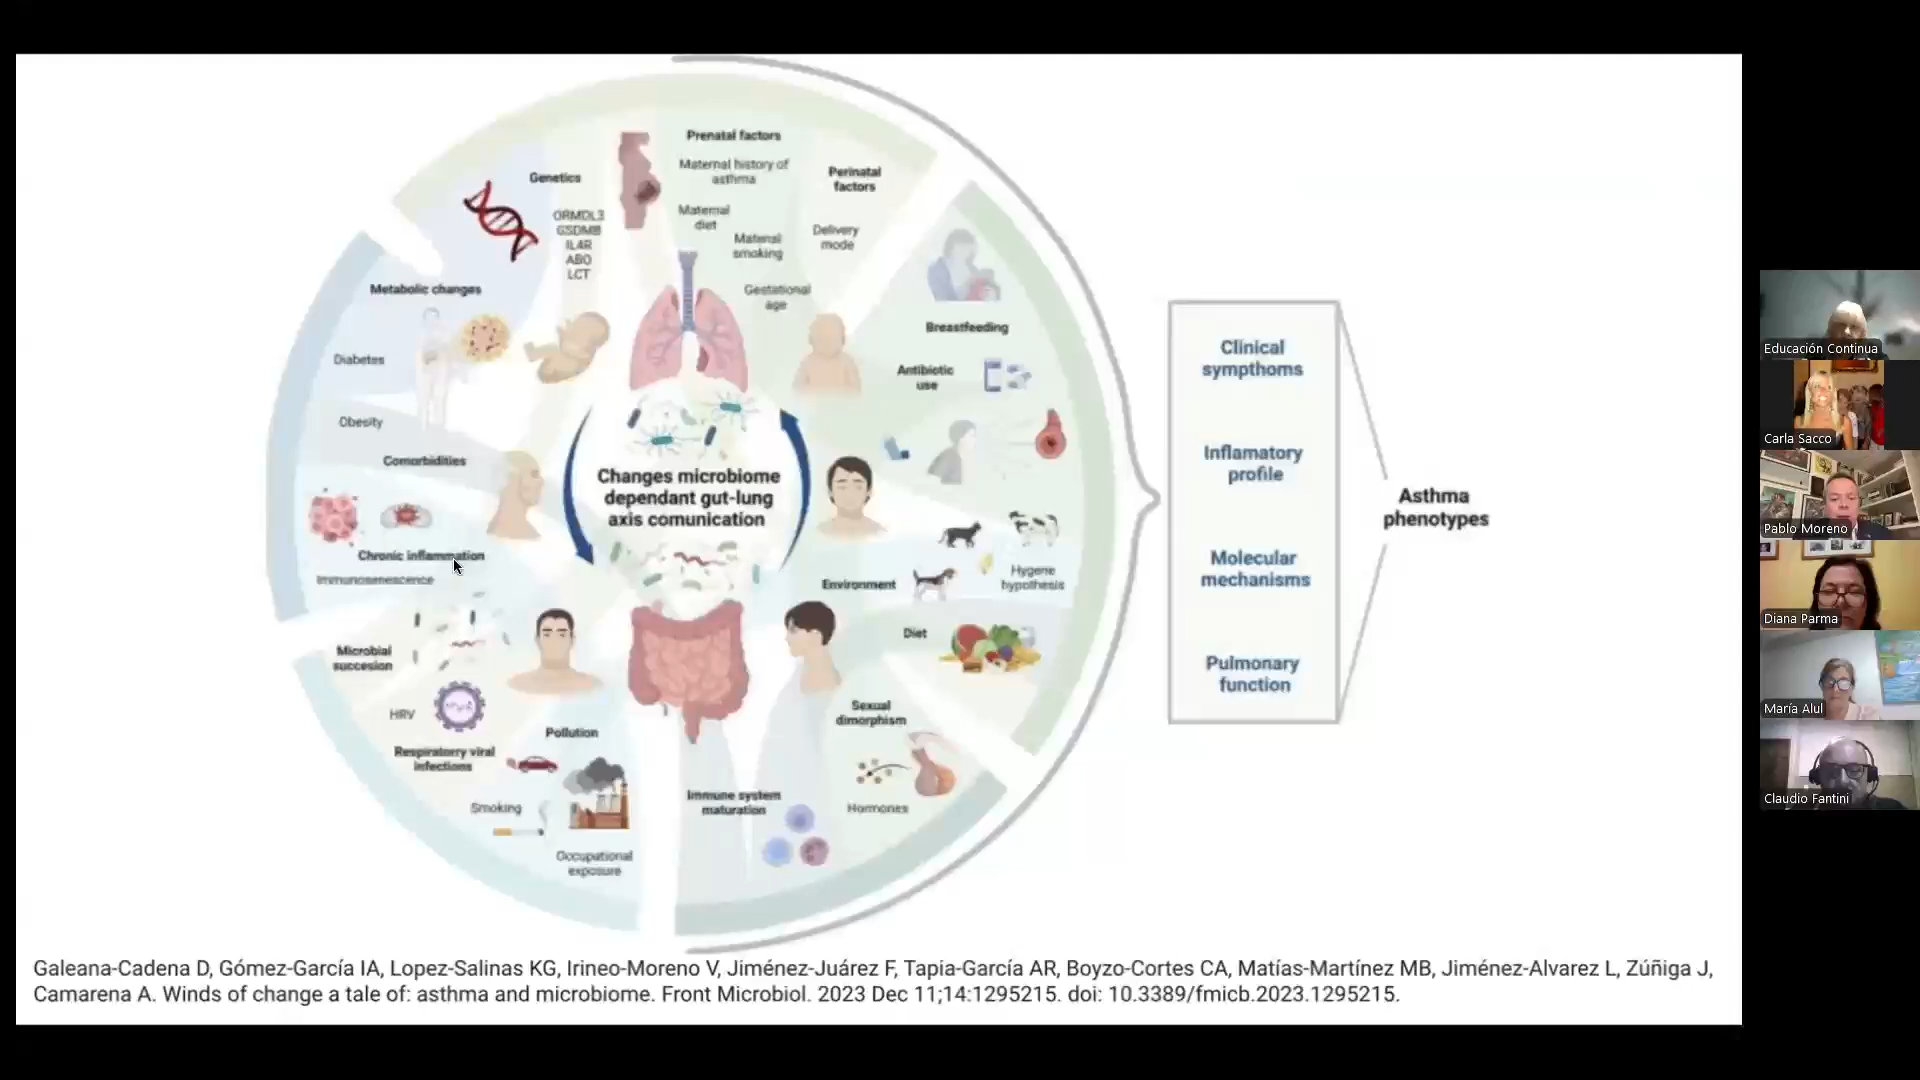 Prenatal factors
Maternal history of
asthma
Maternal
diet
Maternal
smoking
Gestational
age
Perinatal
factors
Delivery
mode
Genetics
ORMDL3
GSDMB
IL4R
ABO
LCT
Metabolic changes
Diabetes
Obesity
Comorbidities
Chronic inflammation
Immunosenescence
Microbial
succesion
HRV
Respiratorry viral
infections
Pollution
Smoking
Occupational
exposure
Changes microbiome
dependant gut-lung
axis comunication
Breastfeeding
Antibiotic
use
Environment
Hygene
hypothesis
Diet
Sexual
dimorphism
Hormones
Immune system
maturation
Clinical
sympthoms
Inflamatory
profile
Molecular
mechanisms
Pulmonary
function
Asthma
phenotypes
Galeana-Cadena D, Gómez-García IA, Lopez-Salinas KG, Irineo-Moreno V, Jiménez-Juárez F, Tapia-García AR, Boyzo-Cortes CA, Matías-Martínez MB, Jiménez-Alvarez L, Zúñiga J,
Camarena A. Winds of change a tale of: asthma and microbiome. Front Microbiol. 2023 Dec 11;14:1295215. doi: 10.3389/fmicb.2023.1295215.
Educación Continua
Carla Sacco
Pablo Moreno
Diana Parma
María Alul
Claudio Fantini